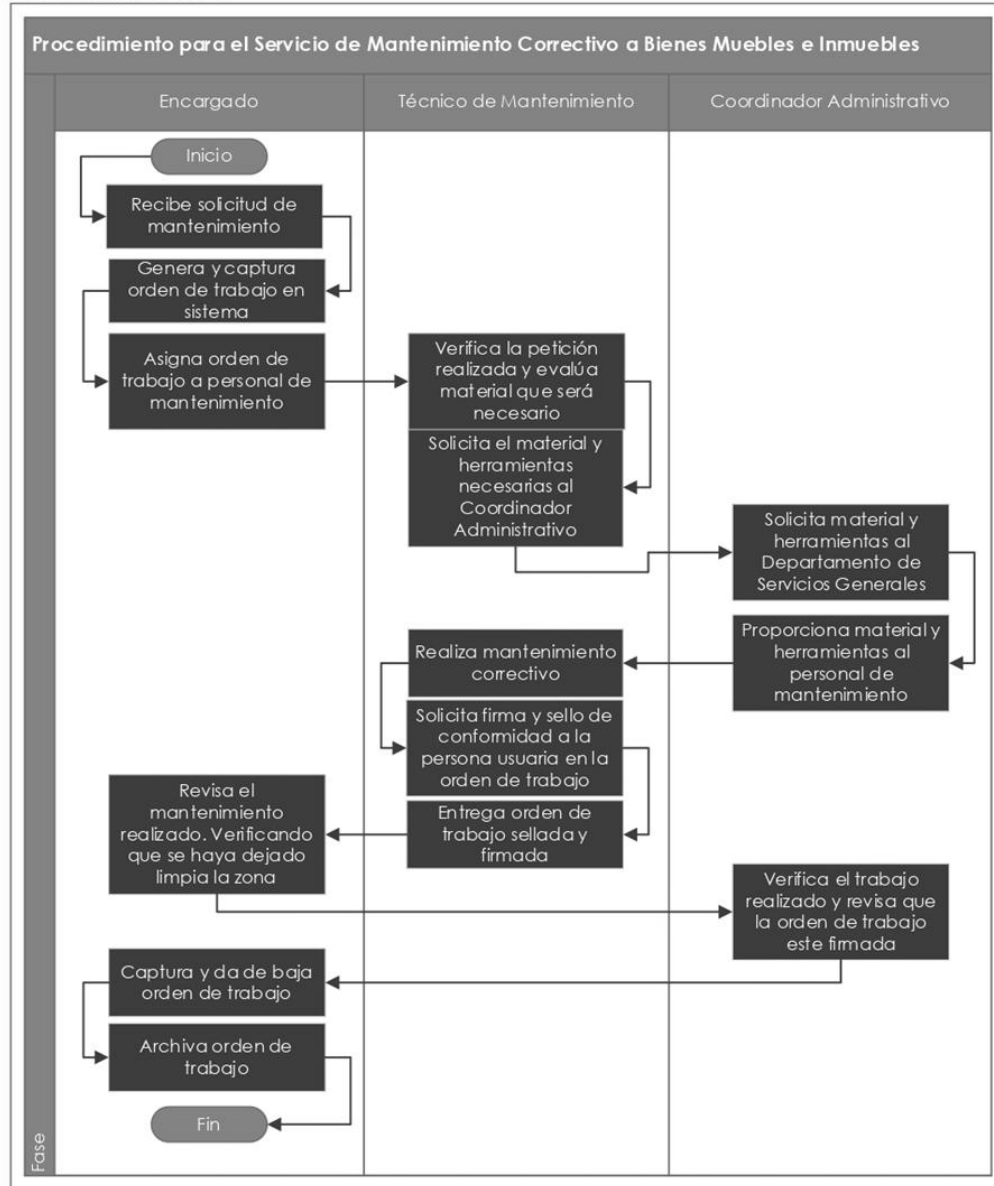 Procedimiento para el Servicio de Mantenimiento Correctivo a Bienes Muebles e Inmuebles
Encargado
Técnico de Mantenimiento
Coordinador Administrativo
Inicio
Recibe solicitud de
mantenimiento
Genera y captura
orden de trabajo en
sistema
Asigna orden de
trabajo a personal de
mantenimiento
Verifica la petición
realizada y evalúa
material que será
necesario
Solicita el material y
herramientas
necesarias al
Coordinador
Administrativo
Solicita material y
herramientas al
Departamento de
Servicios Generales
Proporciona material y
herramientas al
personal de
mantenimiento
Realiza mantenimiento
correctivo
Solicita firma y sello de
conformidad a la
persona usuaria en la
orden de trabajo
Entrega orden de
trabajo sellada y
firmada
Revisa el
mantenimiento
realizado. Verificando
que se haya dejado
limpia la zona
Verifica el trabajo
realizado y revisa que
la orden de trabajo
este firmada
Captura y da de baja
orden de trabajo
Archiva orden de
trabajo
Fin
Fase